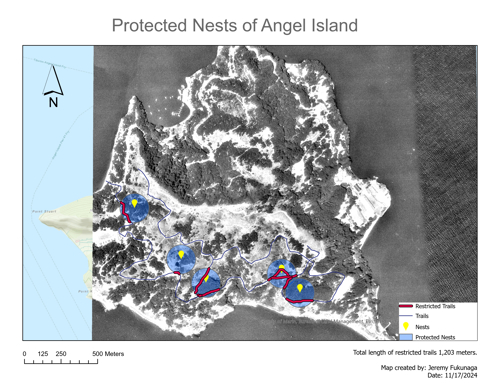 Protected Nests of Angel Island
N
Restricted Trails
Trails
Nests
Protected Nests
0 125 250 500 Meters
Total length of restricted trails 1,203 meters.
Map created by: Jeremy Fukunaga
Date: 11/17/2024